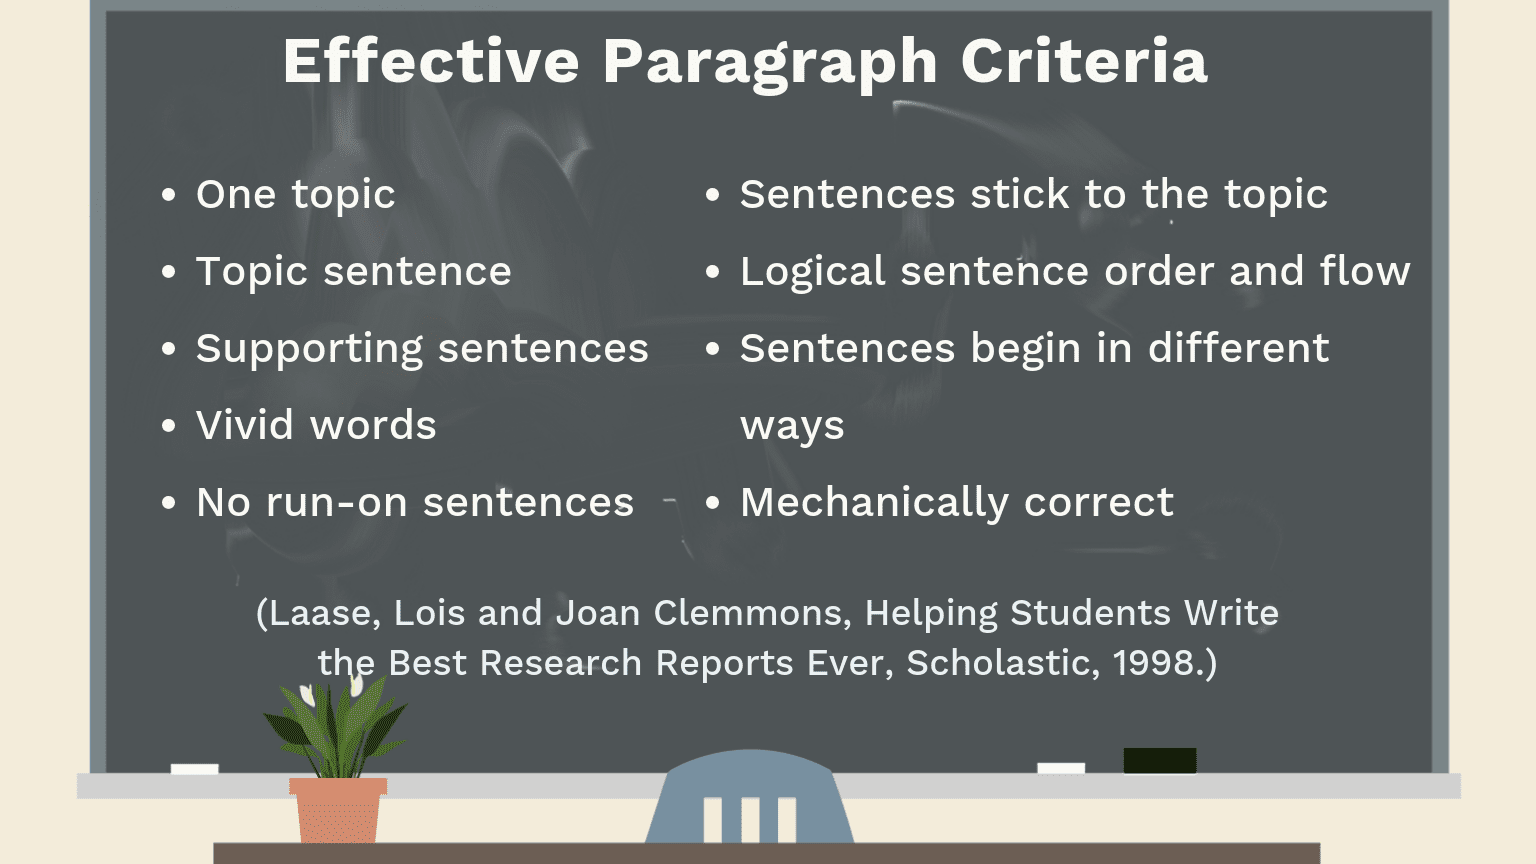 Effective Paragraph Criteria
• One topic
• Topic sentence
• Supporting sentences
• Vivid words
• No run-on sentences
• Sentences stick to the topic
• Logical sentence order and flow
• Sentences begin in different
ways
• Mechanically correct
(Laase, Lois and Joan Clemmons, Helping Students Write
the Best Research Reports Ever, Scholastic, 1998.)